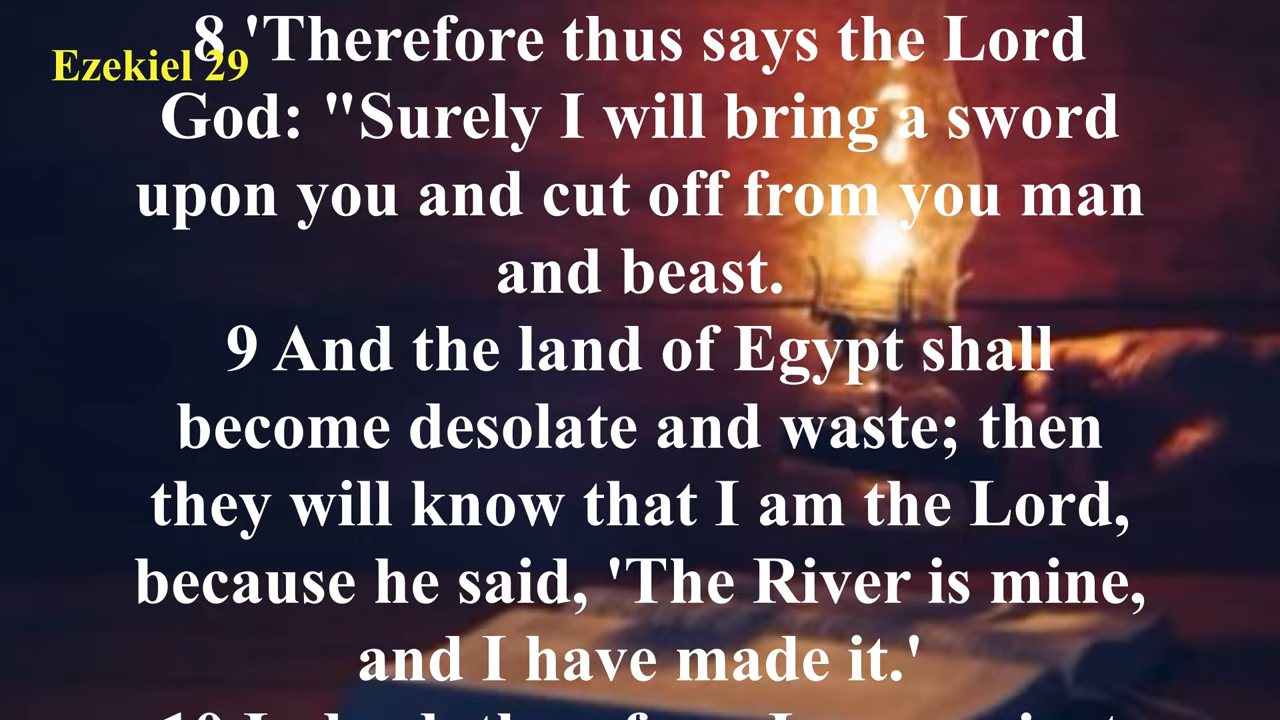 Ezekiel 29
8 'Therefore thus says the Lord
God: "Surely I will bring a sword
upon you and cut off from you man
and beast.
9 And the land of Egypt shall
become desolate and waste; then
they will know that I am the Lord,
because he said, 'The River is mine,
and I have made it.'